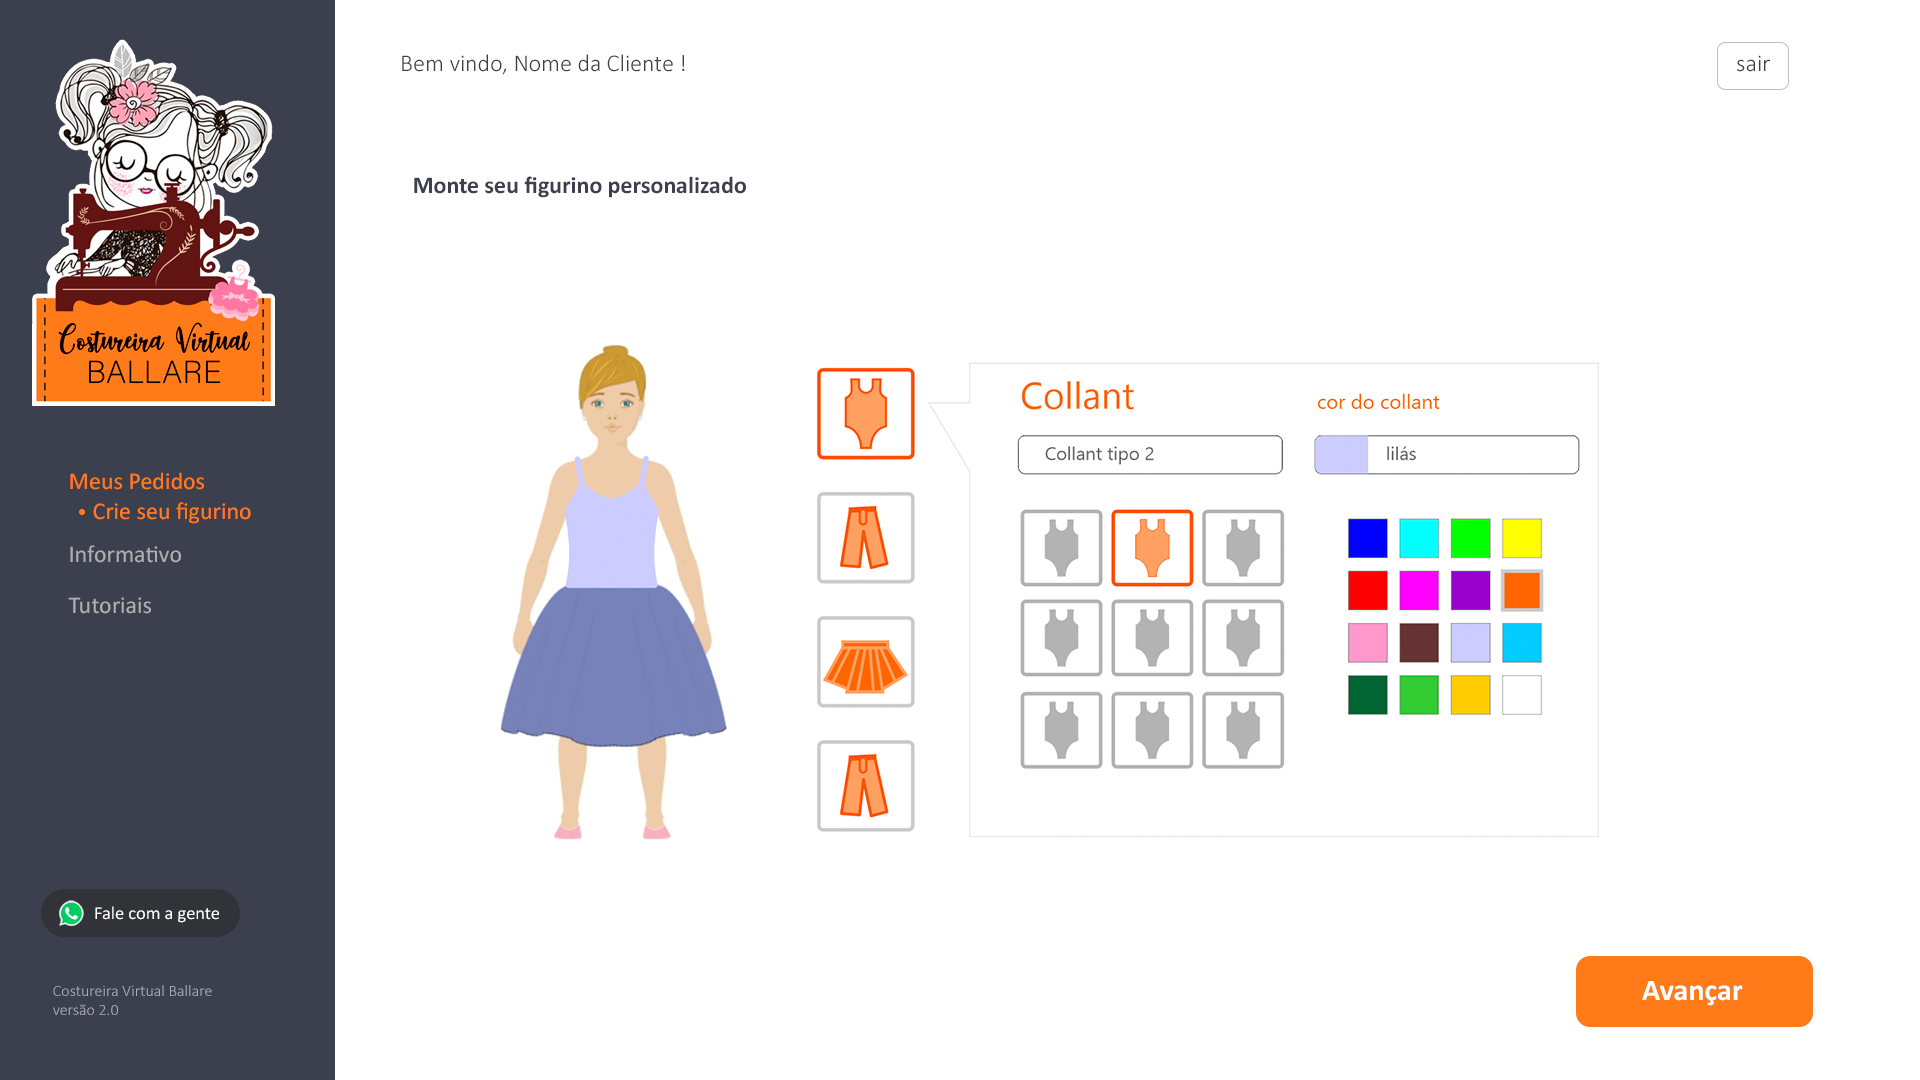 Costureira Virtual
BALLARE
Meus Pedidos
• Crie seu figurino
Informativo
Tutoriais
Fale com a gente
Costureira Virtual Ballare
versão 2.0
Bem vindo, Nome da Cliente !
sair
Monte seu figurino personalizado
Collant
cor do collant
Collant tipo 2
lilás
Avançar